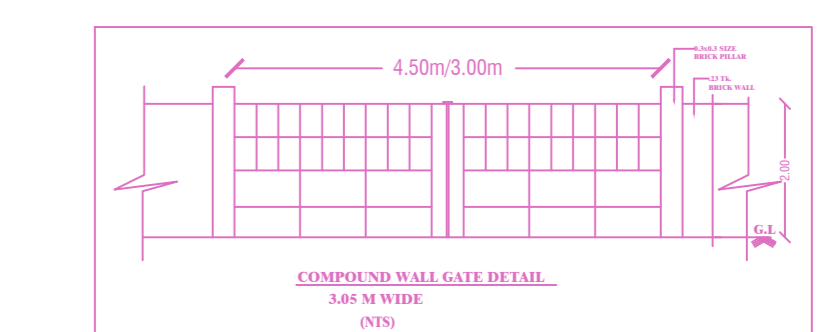 4.50m/3.00m
0.3x0.3 SIZE
BRICK PILLAR
.23 Tk.
BRICK WALL
2.00
G.L
COMPOUND WALL GATE DETAIL
3.05 M WIDE
(NTS)